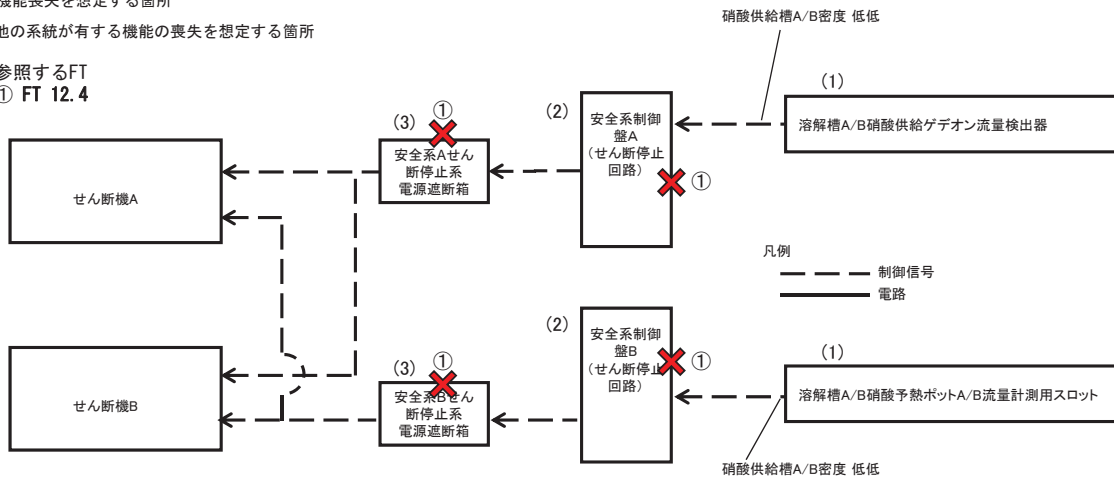 機能喪失を想定する箇所
他の系統が有する機能の喪失を想定する箇所
参照するFT
① FT 12.4
硝酸供給槽A/B密度 低低
(1)
溶解槽A/B硝酸供給ゲデオン流量検出器
(2)
安全系制御
盤A
(せん断停止
回路)
①
(3)
①
安全系Aせん
断停止系
電源遮断箱
せん断機A
凡例
制御信号
電路
(2)
安全系制御
盤B
(せん断停止
回路)
①
(1)
溶解槽A/B硝酸予熱ポットA/B流量計測用スロット
(3)
①
安全系Bせん
断停止系
電源遮断箱
せん断機B
硝酸供給槽A/B密度 低低